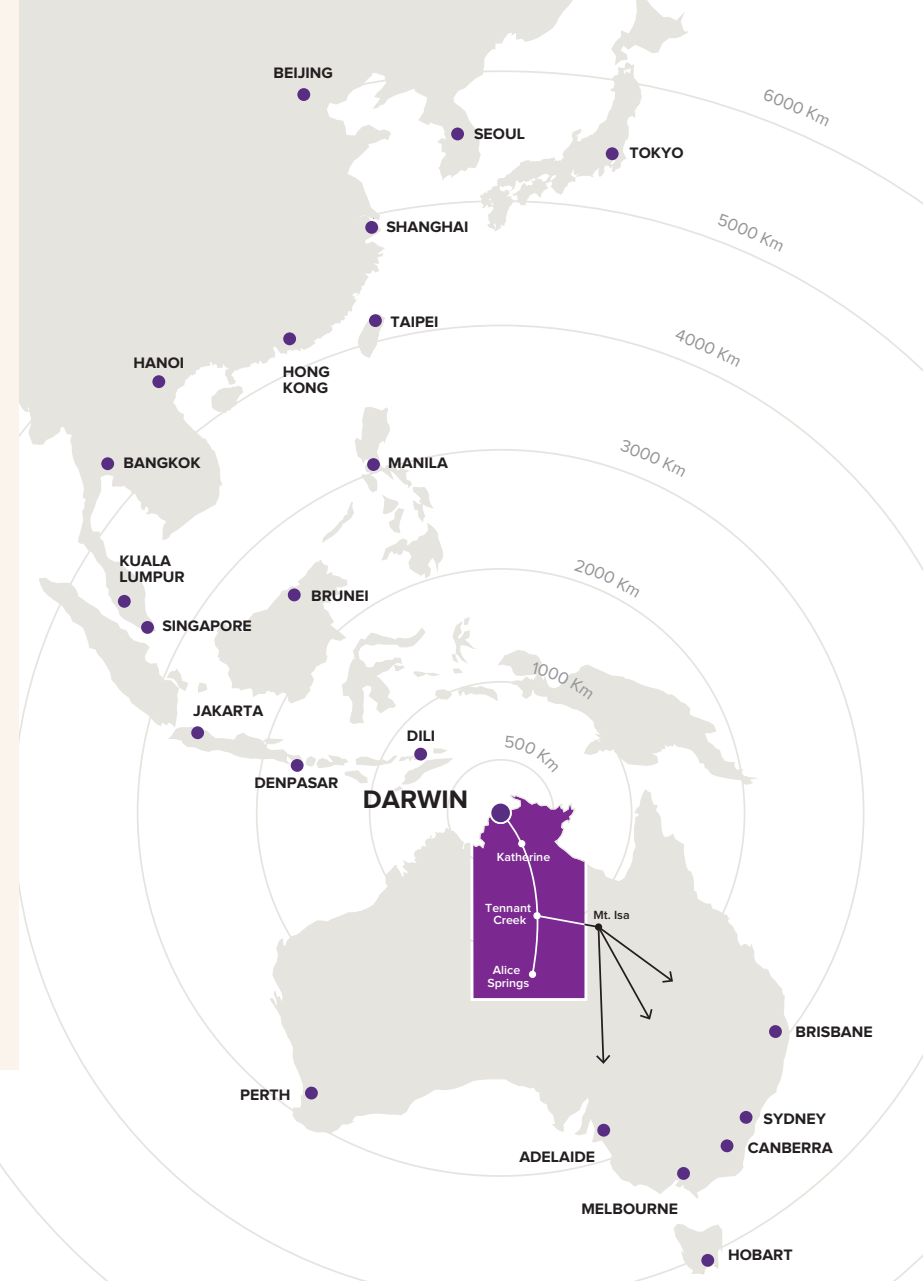 BEIJING
6000 Km
SEOUL
TOKYO
SHANGHAI
5000 Km
TAIPEI
4000 Km
HANOI
HONG
KONG
BANGKOK
MANILA
3000 Km
KUALA
LUMPUR
2000 Km
BRUNEI
SINGAPORE
1000 Km
JAKARTA
DILI
500 Km
DENPASAR
DARWIN
Katherine
Tennant
Creek
Mt. Isa
Alice
Springs
BRISBANE
PERTH
SYDNEY
CANBERRA
ADELAIDE
MELBOURNE
HOBART